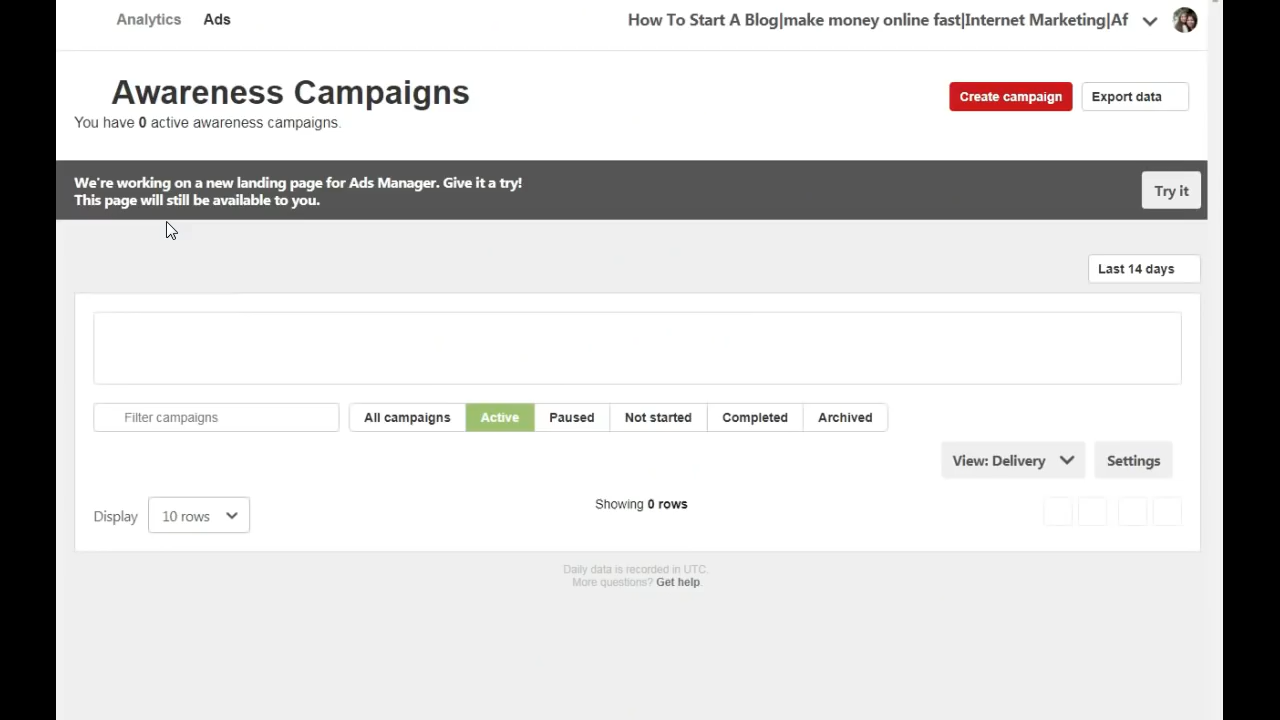 Analytics Ads How To Start A Blog|make money online fast|Internet Marketing|Af
Awareness Campaigns
Create campaign Export data
You have 0 active awareness campaigns.
We're working on a new landing page for Ads Manager. Give it a try!
This page will still be available to you.
Try it
Last 14 days
Filter campaigns All campaigns Active Paused Not started Completed Archived
View: Delivery Settings
Display 10 rows Showing 0 rows
Daily data is recorded in UTC.
More questions? Get help.